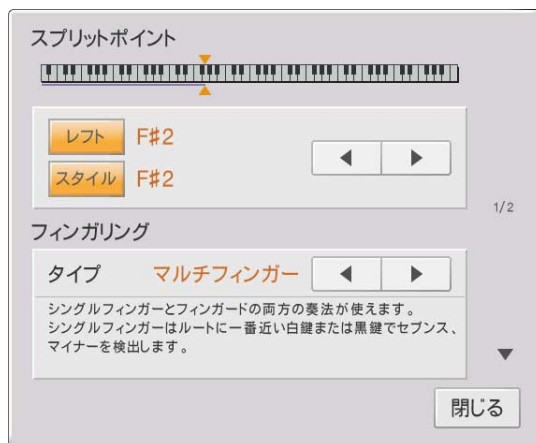 スプリットポイント
レフト F#2
スタイル F#2
1/2
フィンガリング
タイプ マルチフィンガー
シングルフィンガーとフィンガードの両方の奏法が使えます。
シングルフィンガーはルートに一番近い白鍵または黒鍵でセブンス、
マイナーを検出します。
閉じる